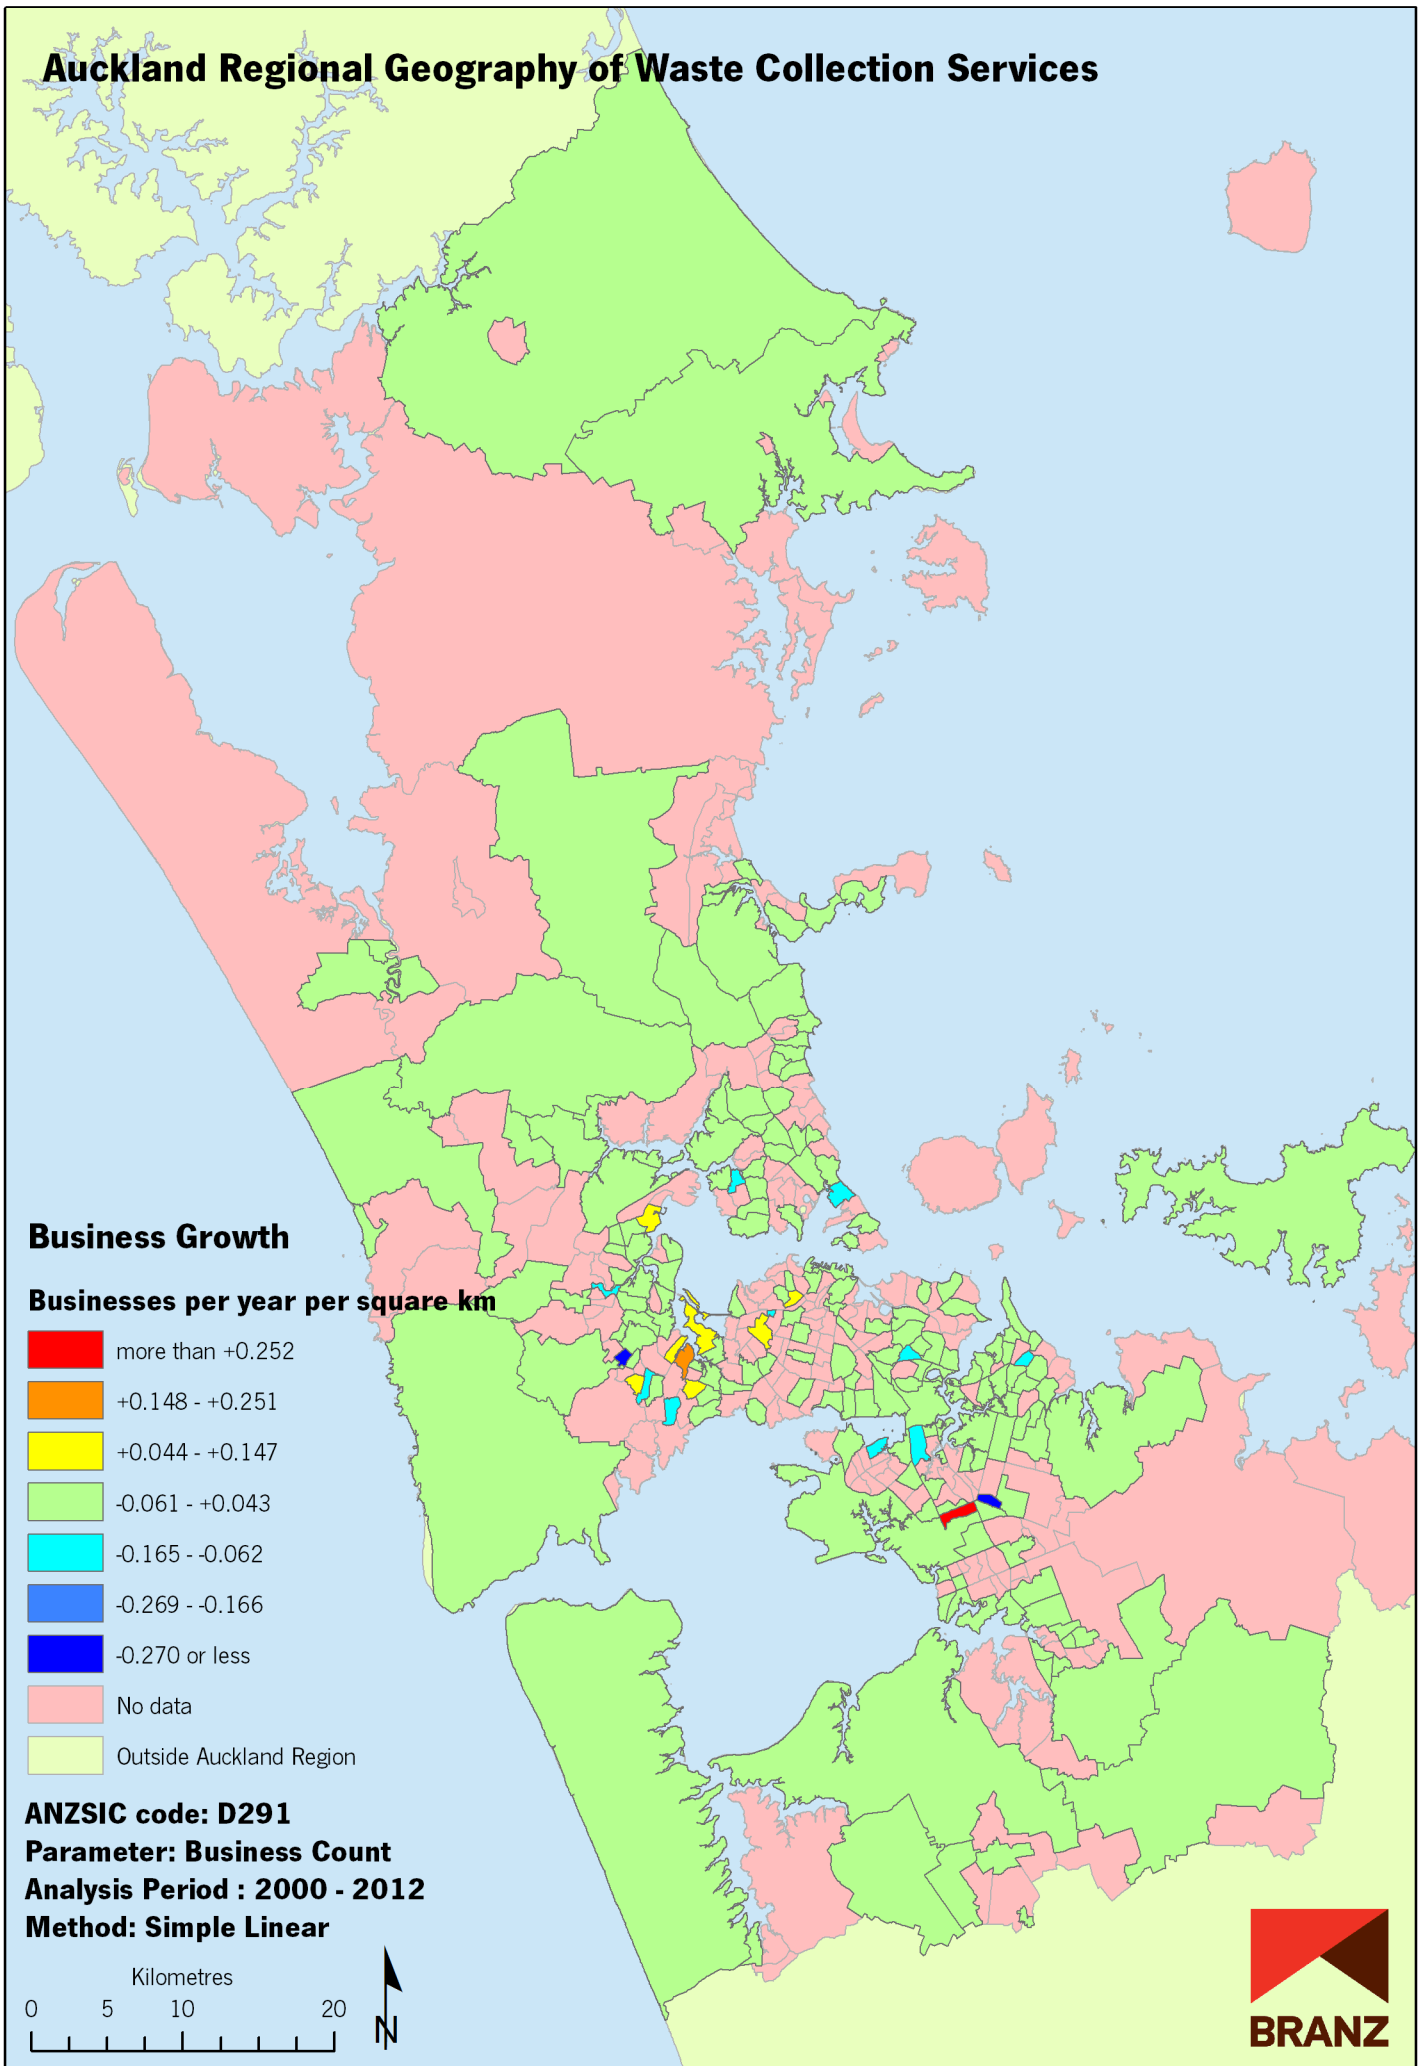 Auckland Regional Geography of Waste Collection Services
Business Growth
Businesses per year per square km
more than +0.252
+0.148 - +0.251
+0.044 - +0.147
-0.061 - +0.043
-0.165 - -0.062
-0.269 - -0.166
-0.270 or less
No data
Outside Auckland Region
ANZSIC code: D291
Parameter: Business Count
Analysis Period : 2000 - 2012
Method: Simple Linear
Kilometres
0 5 10 20
N
BRANZ